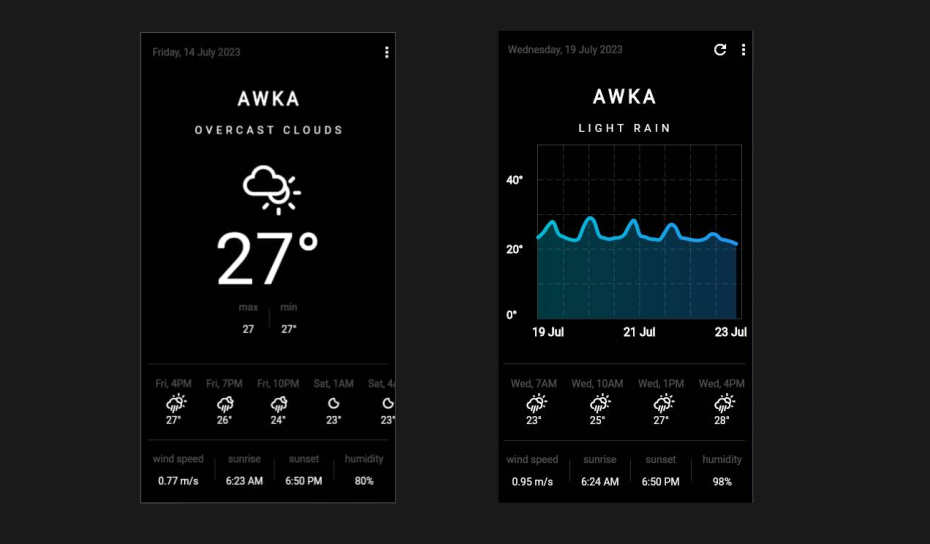 Friday, 14 July 2023
AWKA
OVERCAST CLOUDS
27°
max min
27 27°
Fri, 4PM Fri, 7PM Fri, 10PM Sat, 1AM Sat, 4
27° 26° 24° 23° 23°
wind speed sunrise sunset humidity
0.77 m/s 6:23 AM 6:50 PM 80%
Wednesday, 19 July 2023
AWKA
LIGHT RAIN
40°
20°
0°
19 Jul 21 Jul 23 Jul
Wed, 7AM Wed, 10AM Wed, 1PM Wed, 4PM
23° 25° 27° 28°
wind speed sunrise sunset humidity
0.95 m/s 6:24 AM 6:50 PM 98%